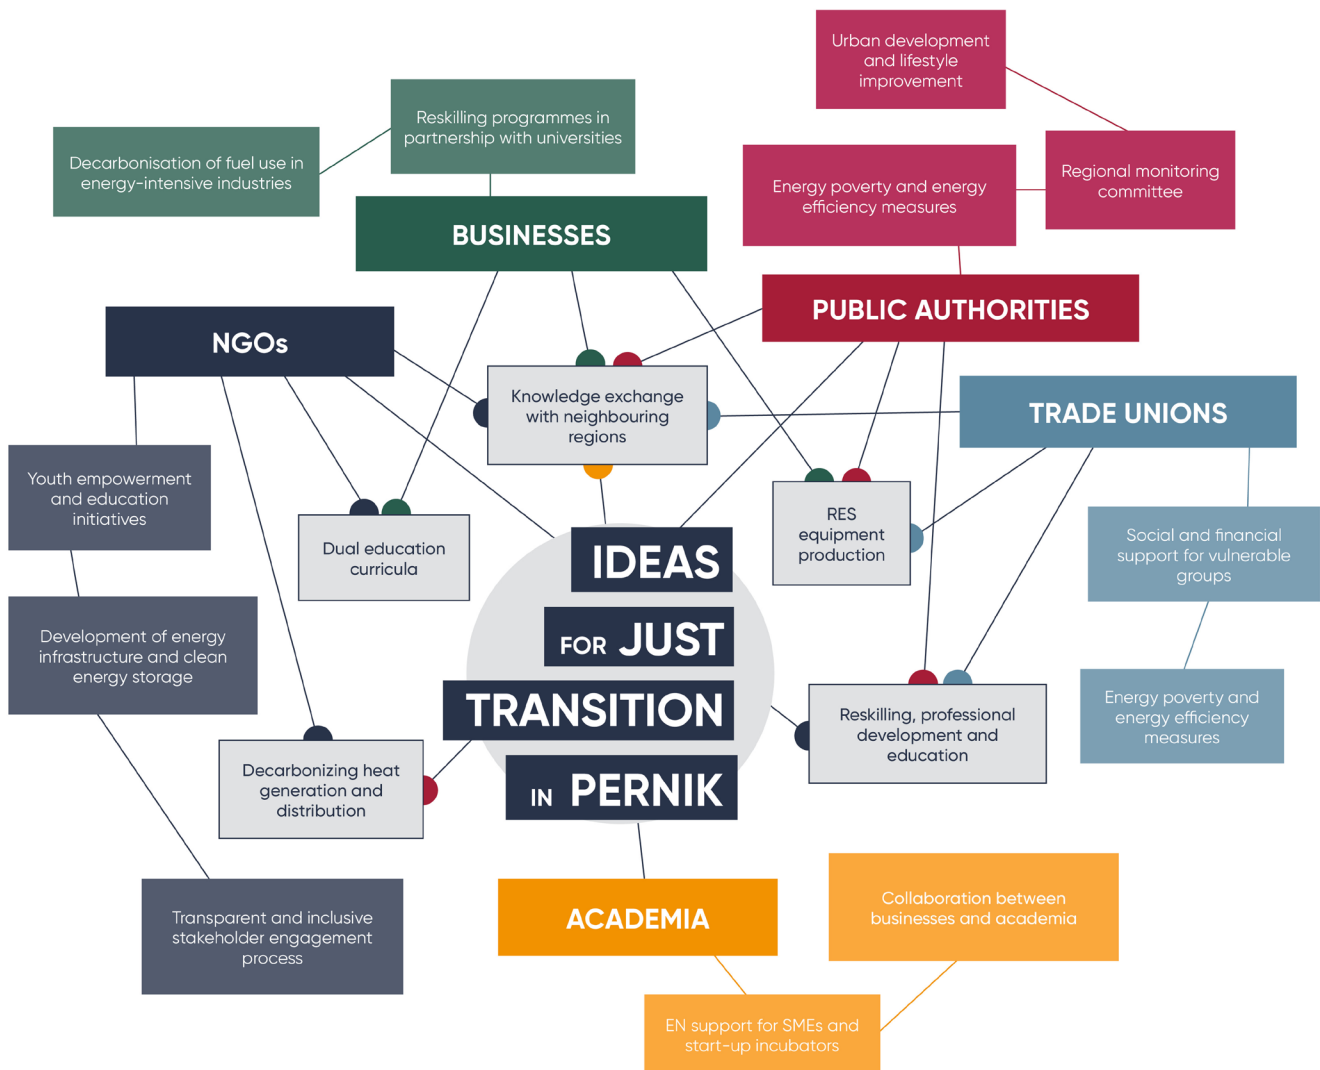 Urban development
and lifestyle
improvement
Reskilling programmes in
partnership with universities
Decarbonisation of fuel use in
energy-intensive industries
Energy poverty and energy
efficiency measures
Regional monitoring
committee
BUSINESSES
PUBLIC AUTHORITIES
NGOs
Knowledge exchange
with neighbouring
regions
TRADE UNIONS
Youth empowerment
and education
initiatives
Dual education
curricula
RES
equipment
production
Social and financial
support for vulnerable
groups
IDEAS
FOR JUST
TRANSITION
IN PERNIK
Development of energy
infrastructure and clean
energy storage
Reskilling, professional
development and
education
Energy poverty and
energy efficiency
measures
Decarbonizing heat
generation and
distribution
Transparent and inclusive
stakeholder engagement
process
ACADEMIA
Collaboration between
businesses and academia
EN support for SMEs and
start-up incubators